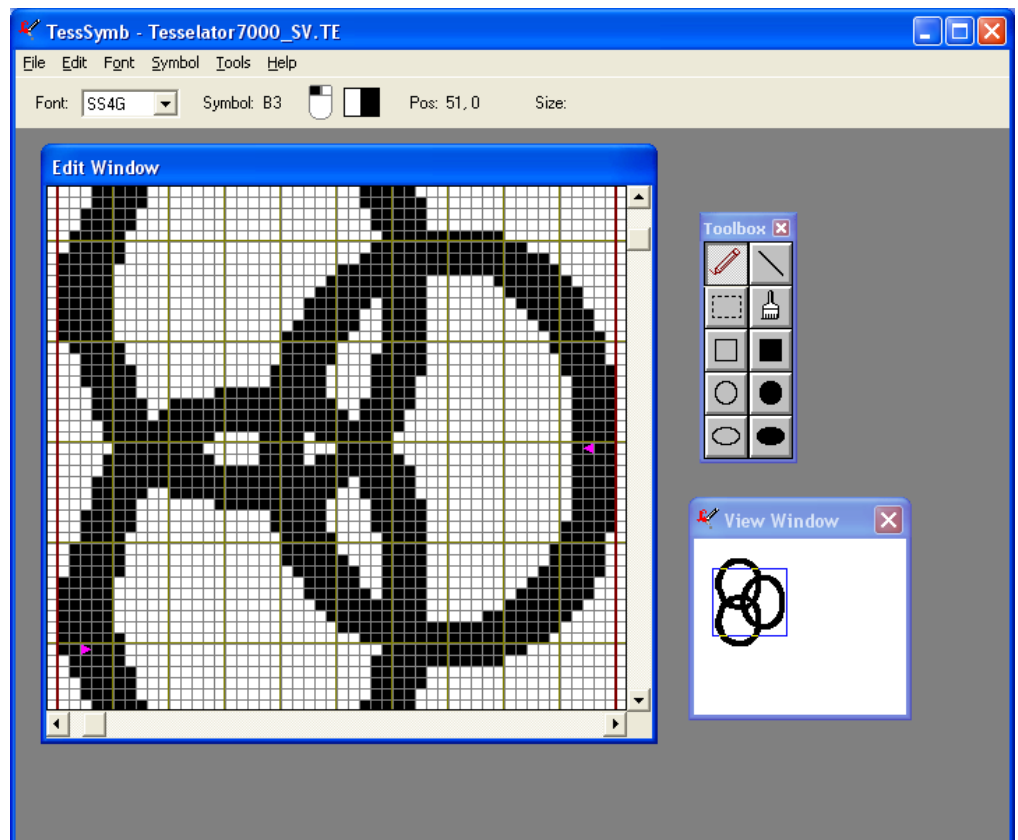 TessSymb - Tesselator7000_SV.TE
File Edit Font Symbol Tools Help
Font: SS4G Symbol: B3 Pos: 51, 0 Size:
Edit Window
Toolbox
View Window